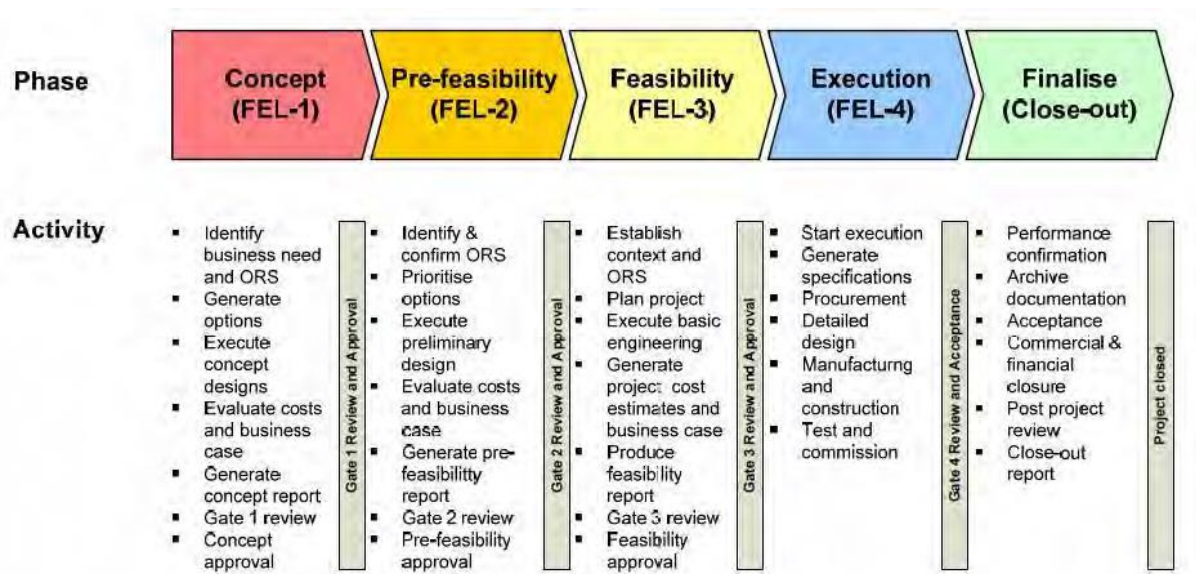 Phase
Concept
(FEL-1)
Pre-feasibility
(FEL-2)
Feasibility
(FEL-3)
Execution
(FEL-4)
Finalise
(Close-out)
Activity
▪ Identify
business need
and ORS
▪ Generate
options
▪ Execute
concept
designs
▪ Evaluate costs
and business
case
▪ Generate
concept report
▪ Gate 1 review
▪ Concept
approval
Gate 1 Review and Approval
▪ Identify &
confirm ORS
▪ Prioritise
options
▪ Execute
preliminary
design
▪ Evaluate costs
and business
case
▪ Generate pre-
feasibilitty
report
▪ Gate 2 review
▪ Pre-feasibility
approval
Gate 2 Review and Approval
▪ Establish
context and
ORS
▪ Plan project
▪ Execute basic
engineering
▪ Generate
project cost
estimates and
business case
▪ Produce
feasibility
report
▪ Gate 3 review
▪ Feasibility
approval
Gate 3 Review and Approval
▪ Start execution
▪ Generate
specifications
▪ Procurement
▪ Detailed
design
▪ Manufacturng
and
construction
▪ Test and
commission
Gate 4 Review and Acceptance
▪ Performance
confirmation
▪ Archive
documentation
▪ Acceptance
▪ Commercial &
financial
closure
▪ Post project
review
▪ Close-out
report
Project closed